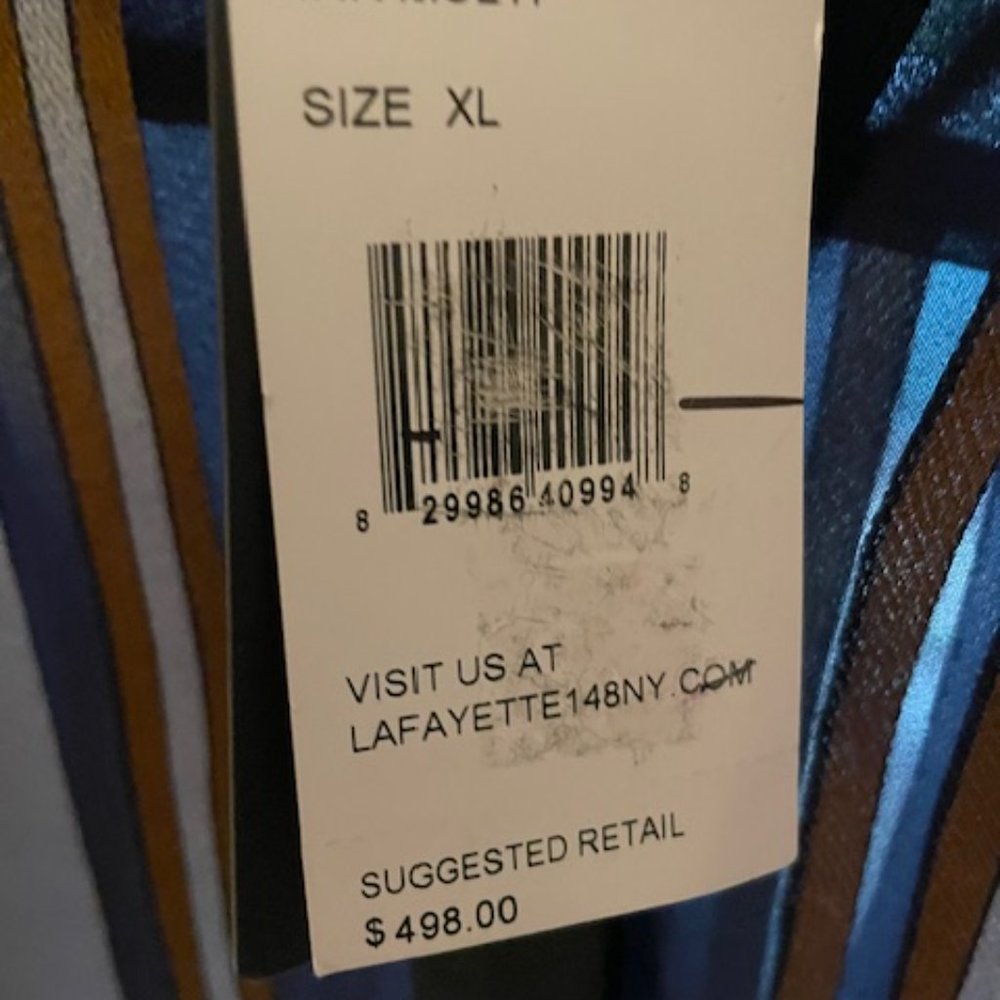 SIZE XL
8 29986 40994 8
VISIT US AT
LAFAYETTE148NY.COM
SUGGESTED RETAIL
$498.00